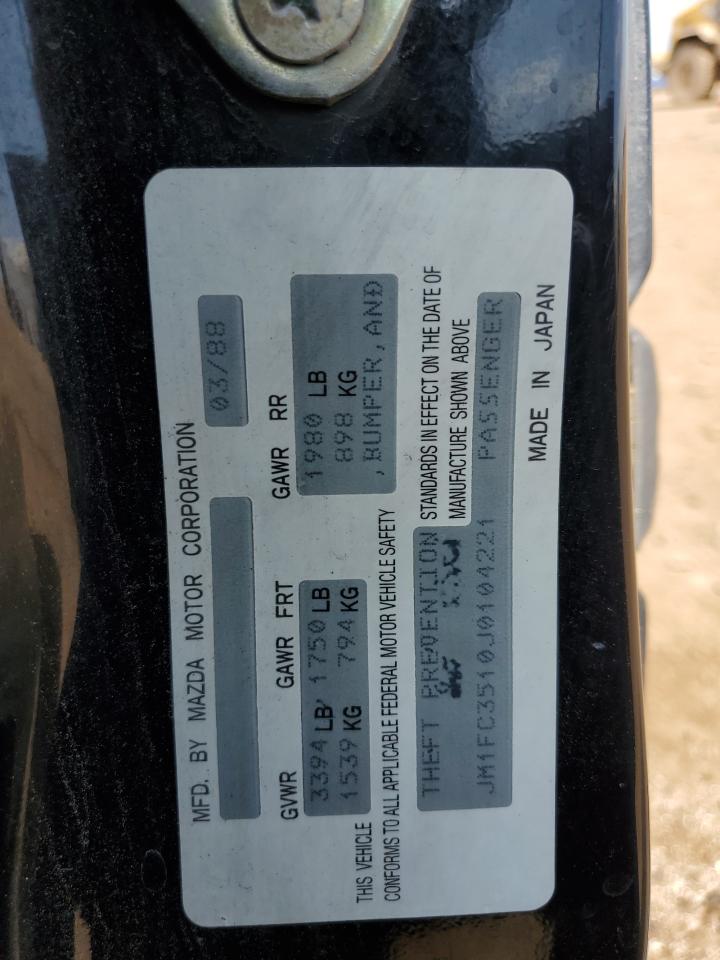 MFD. BY MAZDA MOTOR CORPORATION 03/88
GVWR GAWR FRT GAWR RR
3394 LB 1750 LB 1980 LB
1539 KG 794 KG 898 KG
THIS VEHICLE ,BUMPER,AND
CONFORMS TO ALL APPLICABLE FEDERAL MOTOR VEHICLE SAFETY
THEFT PREVENTION STANDARDS IN EFFECT ON THE DATE OF
MANUFACTURE SHOWN ABOVE
JM1FC3510J0104221 PASSENGER
MADE IN JAPAN